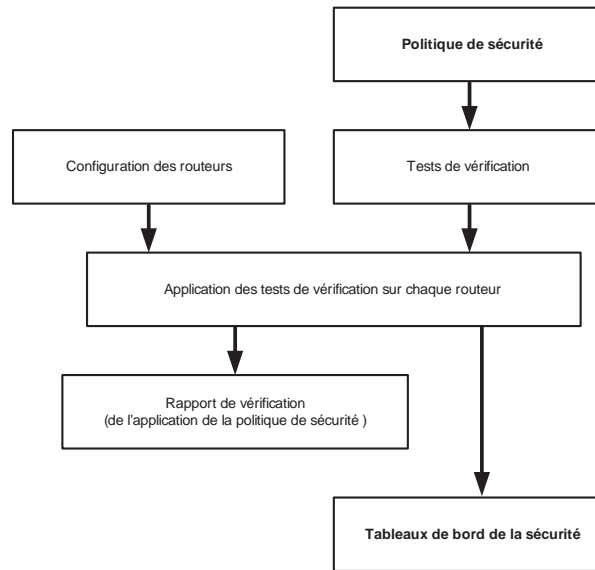 Politique de sécurité
Configuration des routeurs
Tests de vérification
Application des tests de vérification sur chaque routeur
Rapport de vérification
(de l'application de la politique de sécurité )
Tableaux de bord de la sécurité